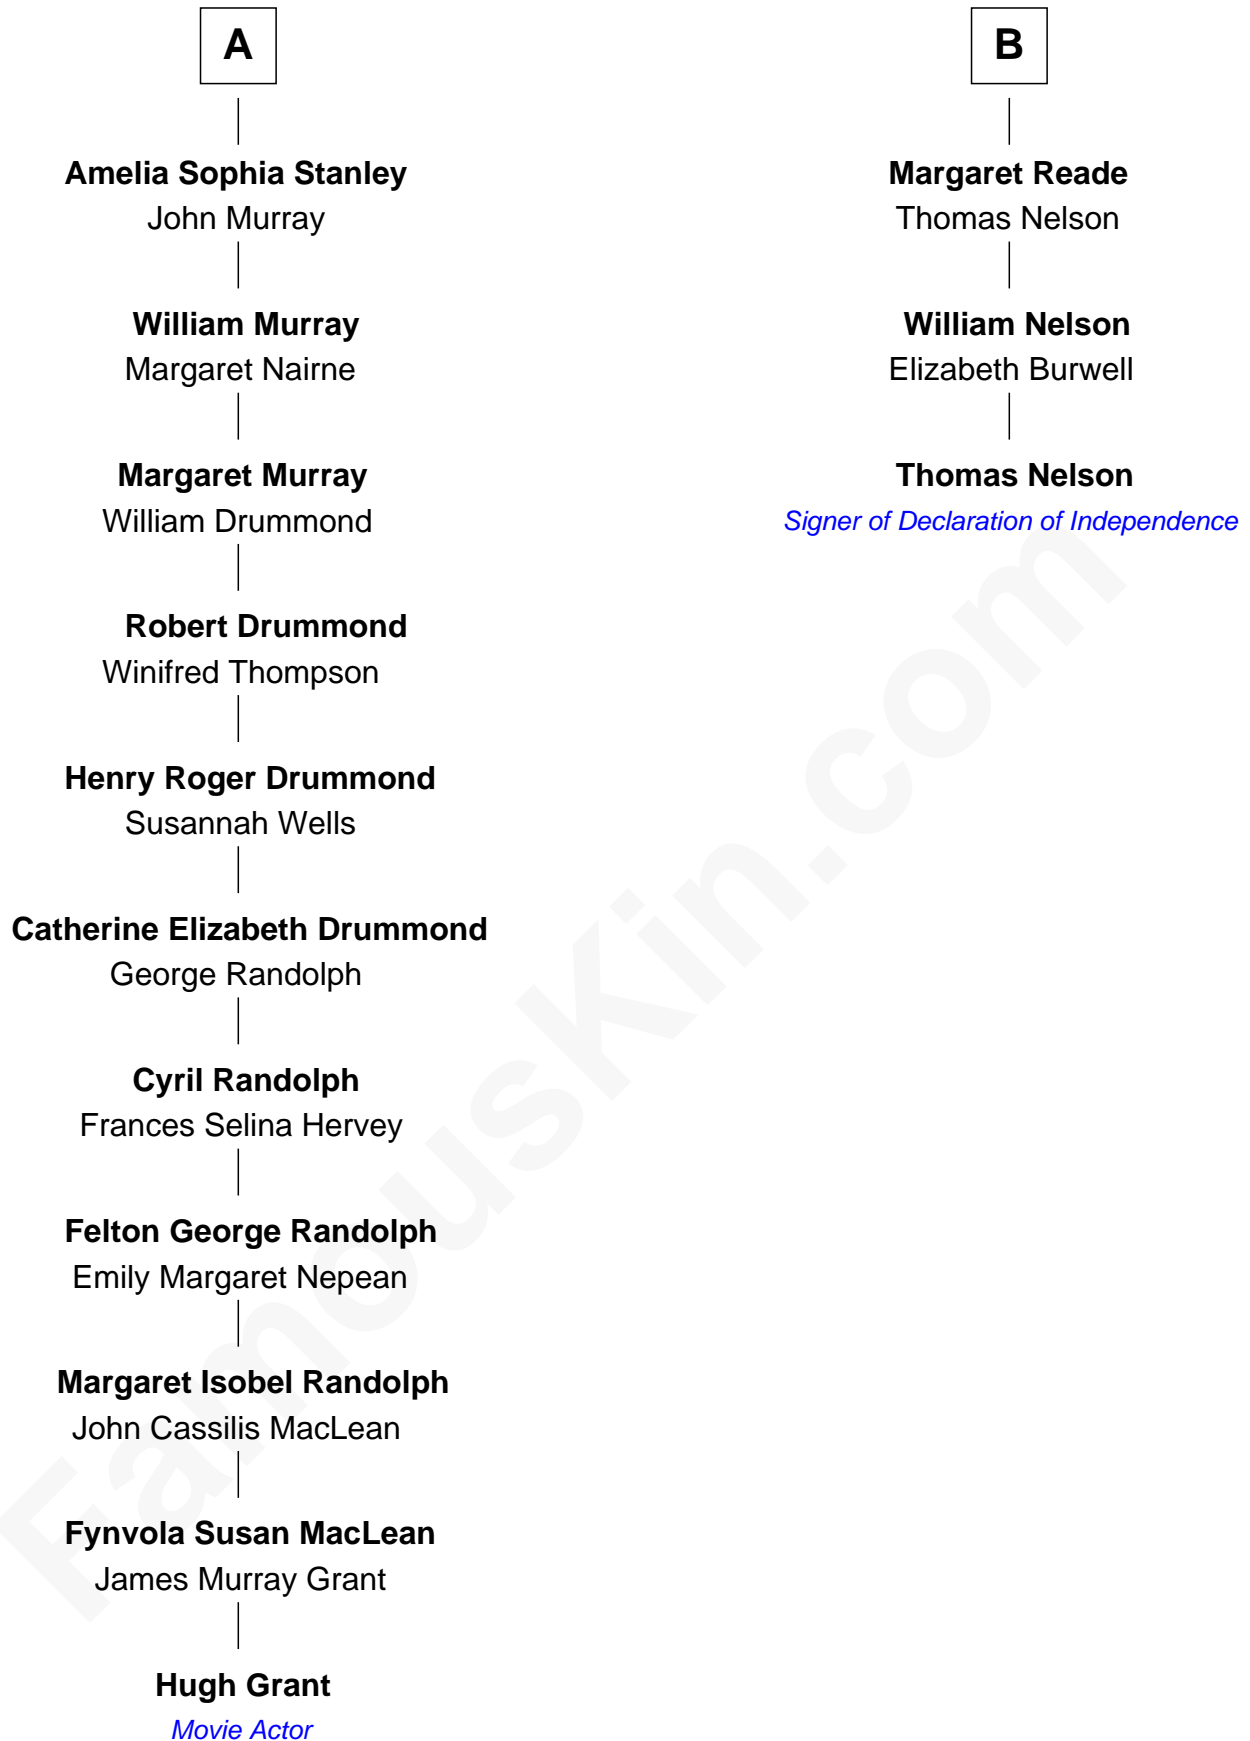 A
Amelia Sophia Stanley
John Murray
William Murray
Margaret Nairne
Margaret Murray
William Drummond
Robert Drummond
Winifred Thompson
Henry Roger Drummond
Susannah Wells
Catherine Elizabeth Drummond
George Randolph
Cyril Randolph
Frances Selina Hervey
Felton George Randolph
Emily Margaret Nepean
Margaret Isobel Randolph
John Cassilis MacLean
Fynvola Susan MacLean
James Murray Grant
Hugh Grant
Movie Actor
B
Margaret Reade
Thomas Nelson
William Nelson
Elizabeth Burwell
Thomas Nelson
Signer of Declaration of Independence
FamousKin.com